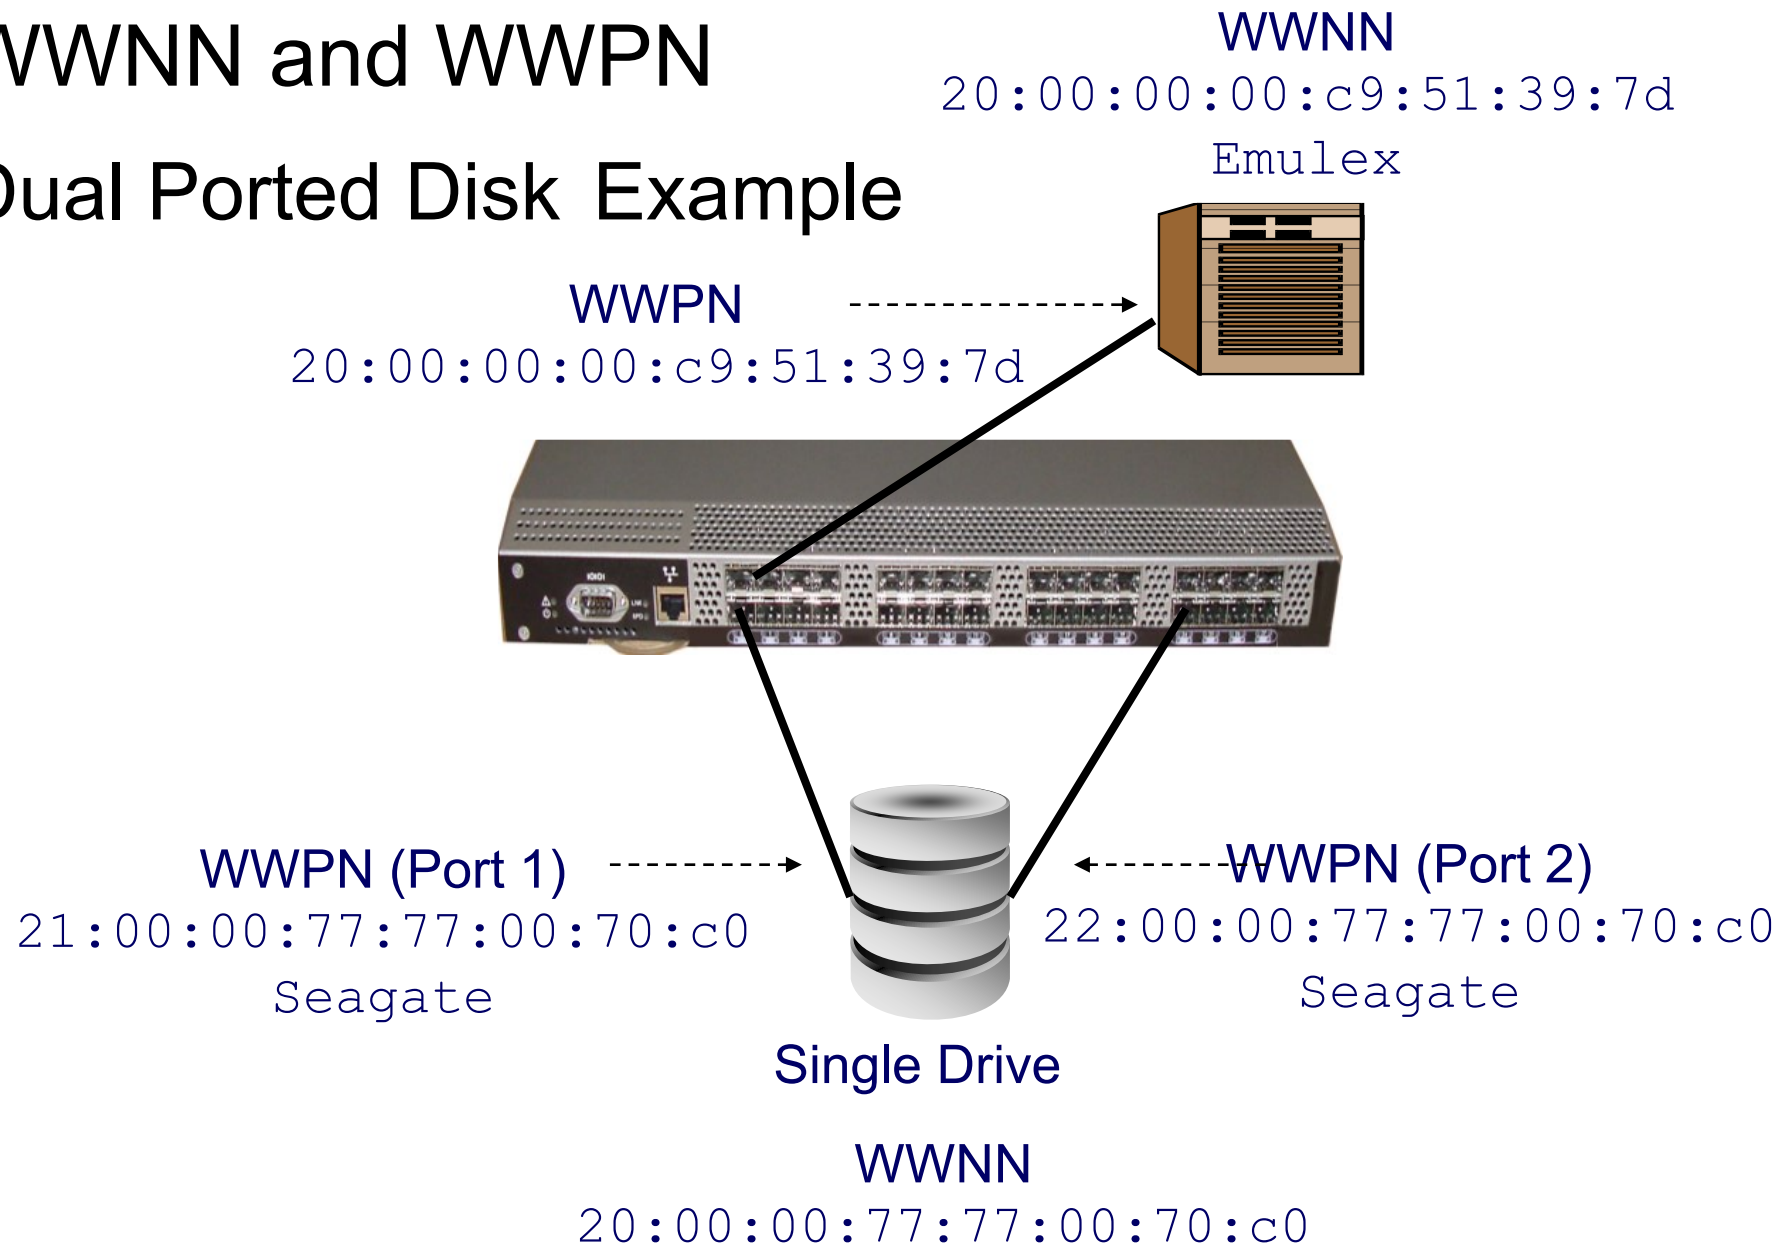 WWNN and WWPN
Dual Ported Disk Example
WWNN
20:00:00:00:c9:51:39:7d
Emulex
WWPN
20:00:00:00:c9:51:39:7d
WWPN (Port 1)
21:00:00:77:77:00:70:c0
Seagate
WWPN (Port 2)
22:00:00:77:77:00:70:c0
Seagate
Single Drive
WWNN
20:00:00:77:77:00:70:c0